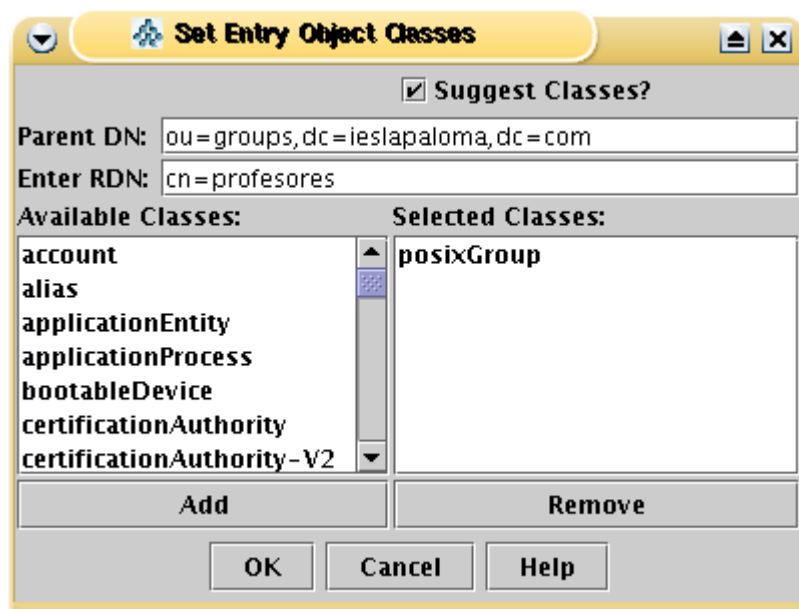 Set Entry Object Classes
Suggest Classes?
Parent DN: ou=groups,dc=ieslapaloma,dc=com
Enter RDN: cn=profesores
Available Classes: Selected Classes:
account posixGroup
alias
applicationEntity
applicationProcess
bootableDevice
certificationAuthority
certificationAuthority-V2
Add Remove
OK Cancel Help